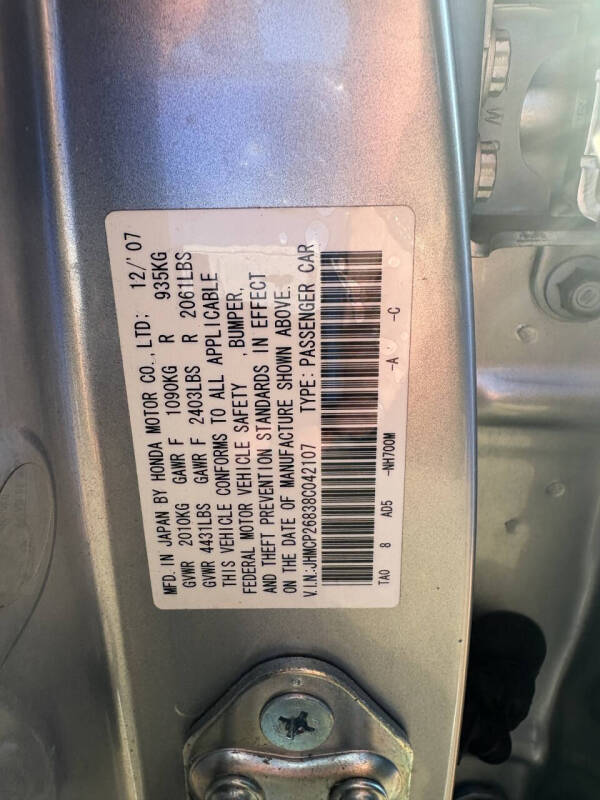 MFD. IN JAPAN BY HONDA MOTOR CO., LTD: 12/'07
GVWR 2010KG GAWR F 1090KG R 935KG
GVWR 4431LBS GAWR F 2403LBS R 2061LBS
THIS VEHICLE CONFORMS TO ALL APPLICABLE
FEDERAL MOTOR VEHICLE SAFETY , BUMPER,
AND THEFT PREVENTION STANDARDS IN EFFECT
ON THE DATE OF MANUFACTURE SHOWN ABOVE.
V.I.N.:JHMCP26838C042107 TYPE: PASSENGER CAR
TA0 8 AD5 -NH700M -A -C